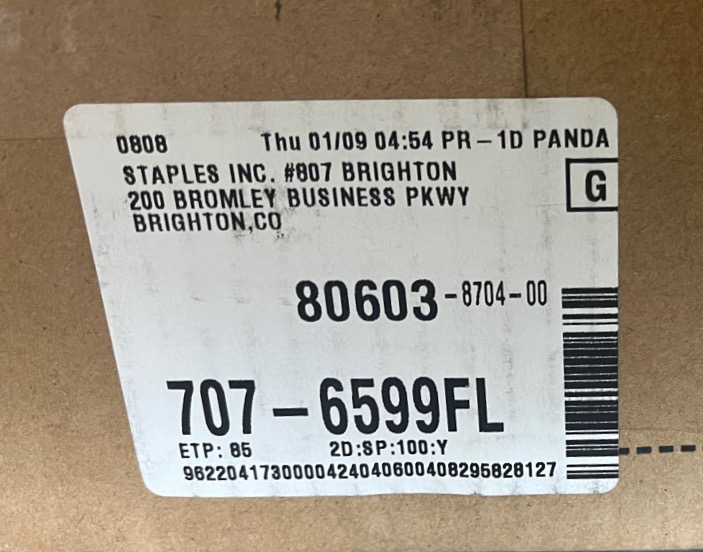 0808 Thu 01/09 04:54 PR-1D PANDA
STAPLES INC. #807 BRIGHTON
G
200 BROMLEY BUSINESS PKWY
BRIGHTON,CO
80603-8704-00
707-6599FL
ETP: 85 2D:SP:100:Y
9622041730000424040600408295828127